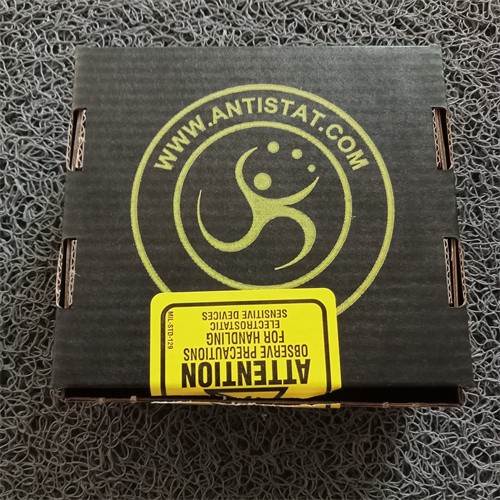 WWW.ANTISTAT.COM
ATTENTION
OBSERVE PRECAUTIONS
FOR HANDLING
ELECTROSTATIC
SENSITIVE DEVICES
MIL-STD-129